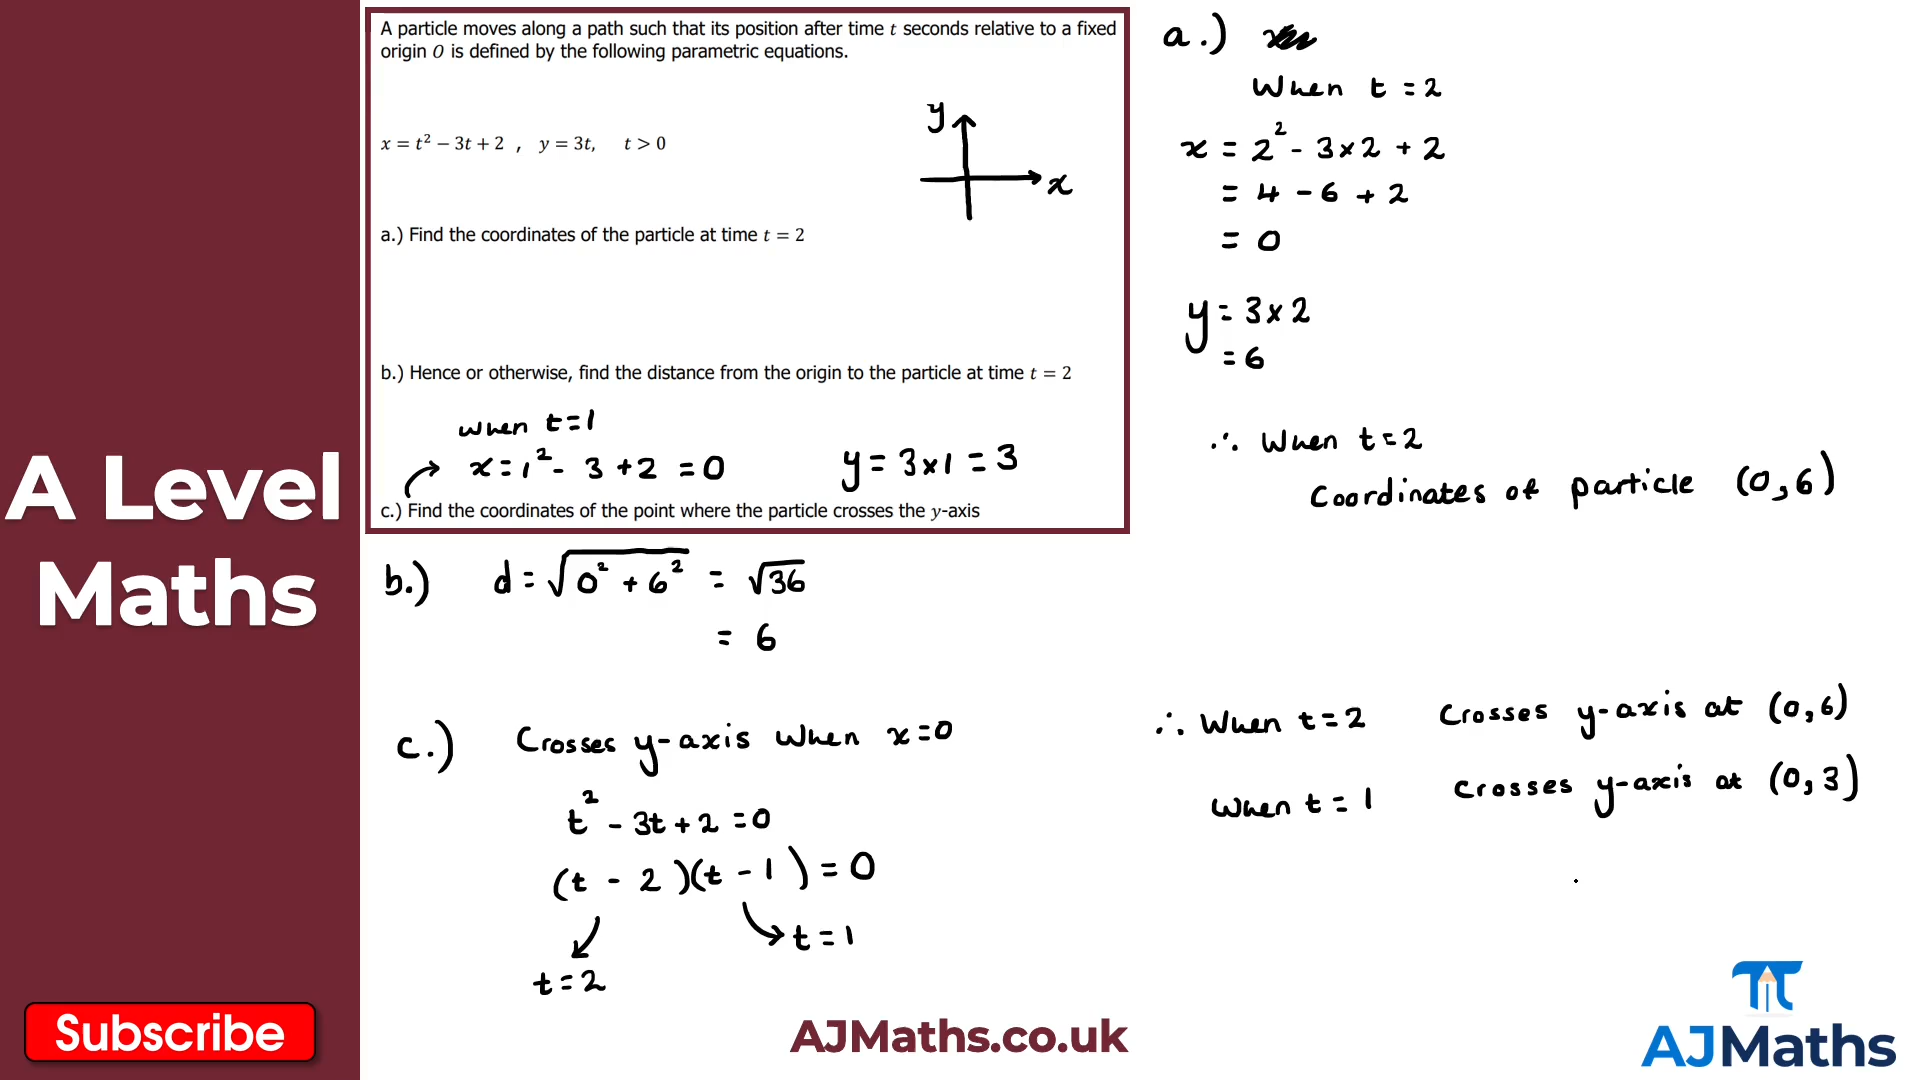 A Level
Maths
Subscribe
A particle moves along a path such that its position after time t seconds relative to a fixed
origin O is defined by the following parametric equations.
x = t² − 3t + 2 , y = 3t, t > 0
y
x
a.) Find the coordinates of the particle at time t = 2
b.) Hence or otherwise, find the distance from the origin to the particle at time t = 2
when t=1
x = 1² - 3 + 2 = 0 y = 3×1 = 3
c.) Find the coordinates of the point where the particle crosses the y-axis
a.)
When t = 2
x = 2² - 3×2 + 2
= 4 - 6 + 2
= 0
y = 3×2
= 6
∴ When t=2
Coordinates of particle (0,6)
b.) d = √(0² + 6²) = √36
= 6
c.) Crosses y-axis when x=0
t² - 3t + 2 = 0
(t - 2)(t - 1) = 0
t = 1
t = 2
∴ When t=2 Crosses y-axis at (0,6)
When t = 1 Crosses y-axis at (0,3)
AJMaths.co.uk
AJMaths